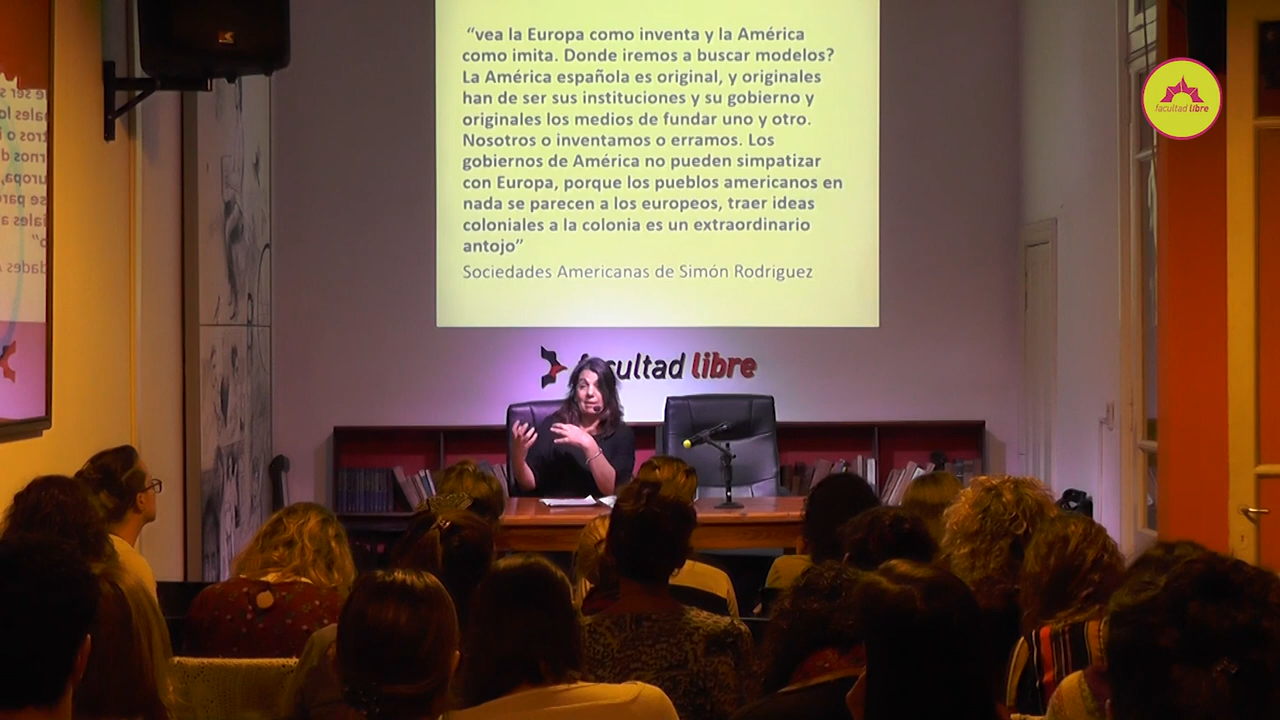 “vea la Europa como inventa y la América
como imita. Donde iremos a buscar modelos?
La América española es original, y originales
han de ser sus instituciones y su gobierno y
originales los medios de fundar uno y otro.
Nosotros o inventamos o erramos. Los
gobiernos de América no pueden simpatizar
con Europa, porque los pueblos americanos en
nada se parecen a los europeos, traer ideas
coloniales a la colonia es un extraordinario
antojo”
Sociedades Americanas de Simón Rodriguez
facultad libre
cultad libre